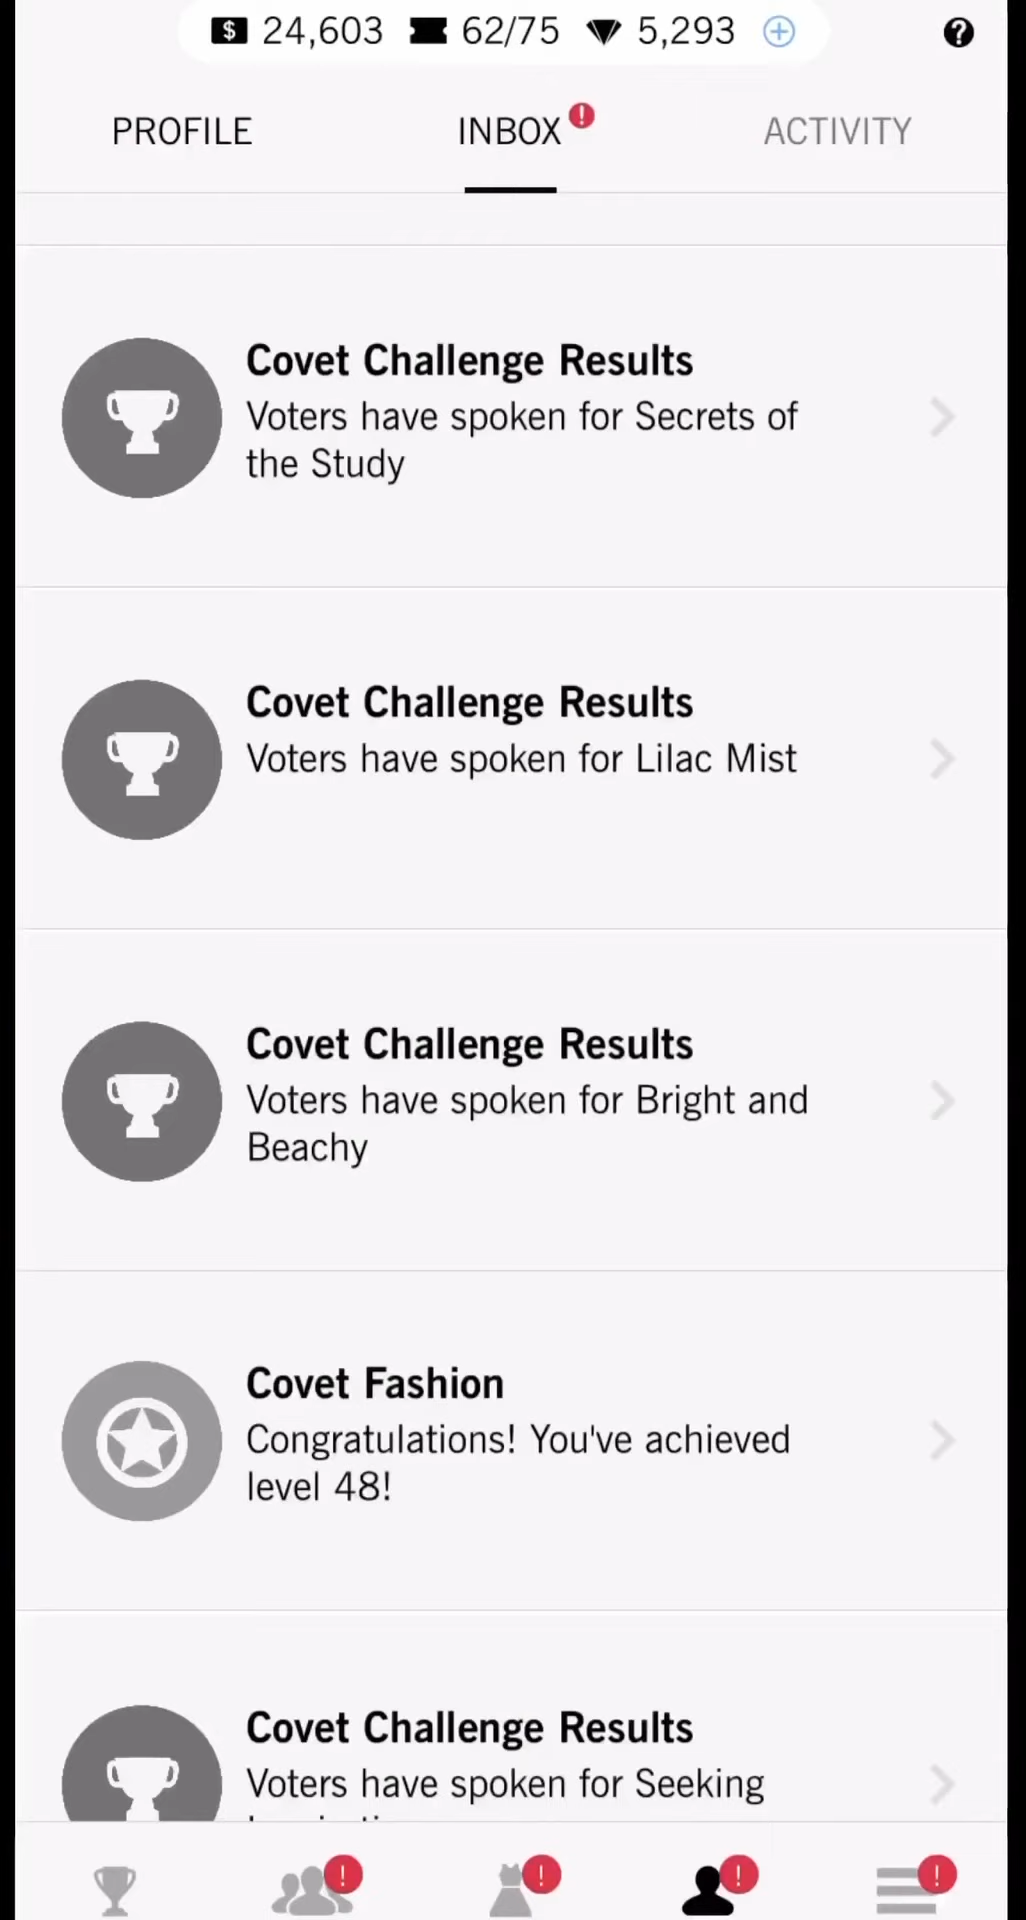 $ 24,603 62/75 5,293 + ?
PROFILE INBOX ! ACTIVITY
Covet Challenge Results
Voters have spoken for Secrets of
the Study
Covet Challenge Results
Voters have spoken for Lilac Mist
Covet Challenge Results
Voters have spoken for Bright and
Beachy
Covet Fashion
Congratulations! You've achieved
level 48!
Covet Challenge Results
Voters have spoken for Seeking
! ! ! !